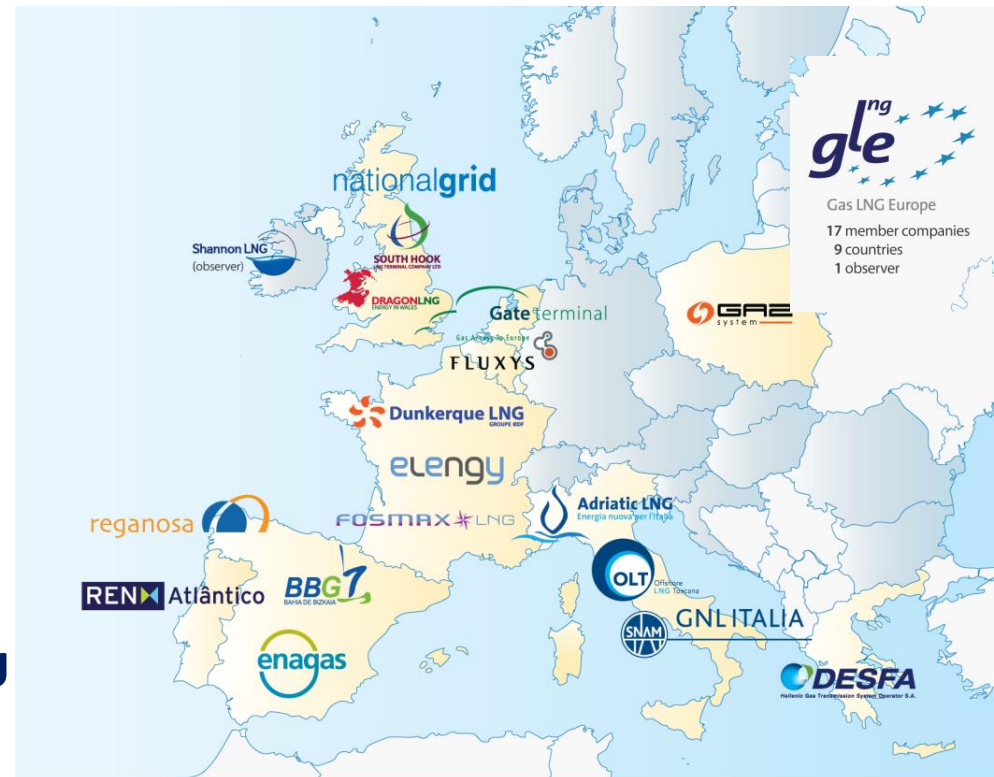 ng
gle
Gas LNG Europe
17 member companies
9 countries
1 observer
nationalgrid
Shannon LNG
(observer)
SOUTH HOOK
LNG TERMINAL COMPANY LTD
DRAGONLNG
ENERGY IN WALES
Gate terminal
Gas Access to Europe
GAZ
system
FLUXYS
Dunkerque LNG
GROUPE EDF
eLengy
FOSMAX LNG
Adriatic LNG
Energia nuova per l'Italia
reganosa
REN Atlântico
BBG
BAHIA DE BIZKAIA
OLT
Offshore
LNG Toscana
GNL ITALIA
SNAM
enagas
g
DESFA
Hellenic Gas Transmission System Operator S.A.